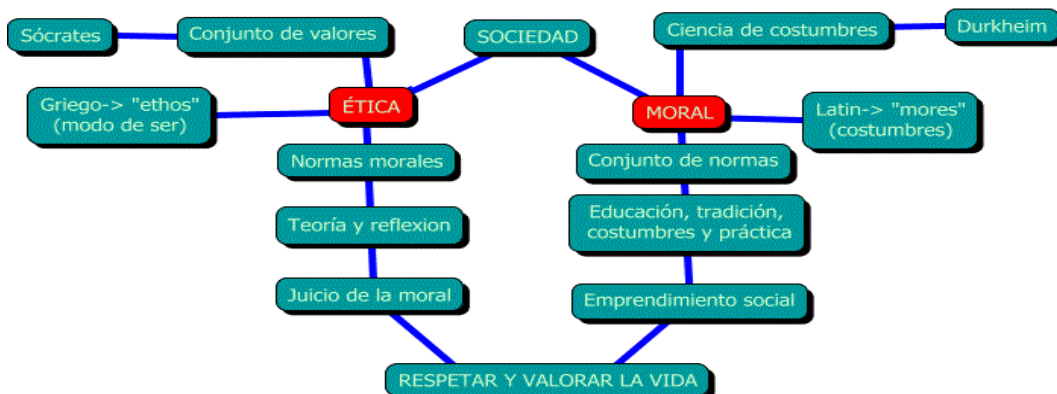 Sócrates
Conjunto de valores
SOCIEDAD
Ciencia de costumbres
Durkheim
Griego-> "ethos"
(modo de ser)
ÉTICA
MORAL
Latin-> "mores"
(costumbres)
Normas morales
Conjunto de normas
Teoría y reflexion
Educación, tradición,
costumbres y práctica
Juicio de la moral
Emprendimiento social
RESPETAR Y VALORAR LA VIDA